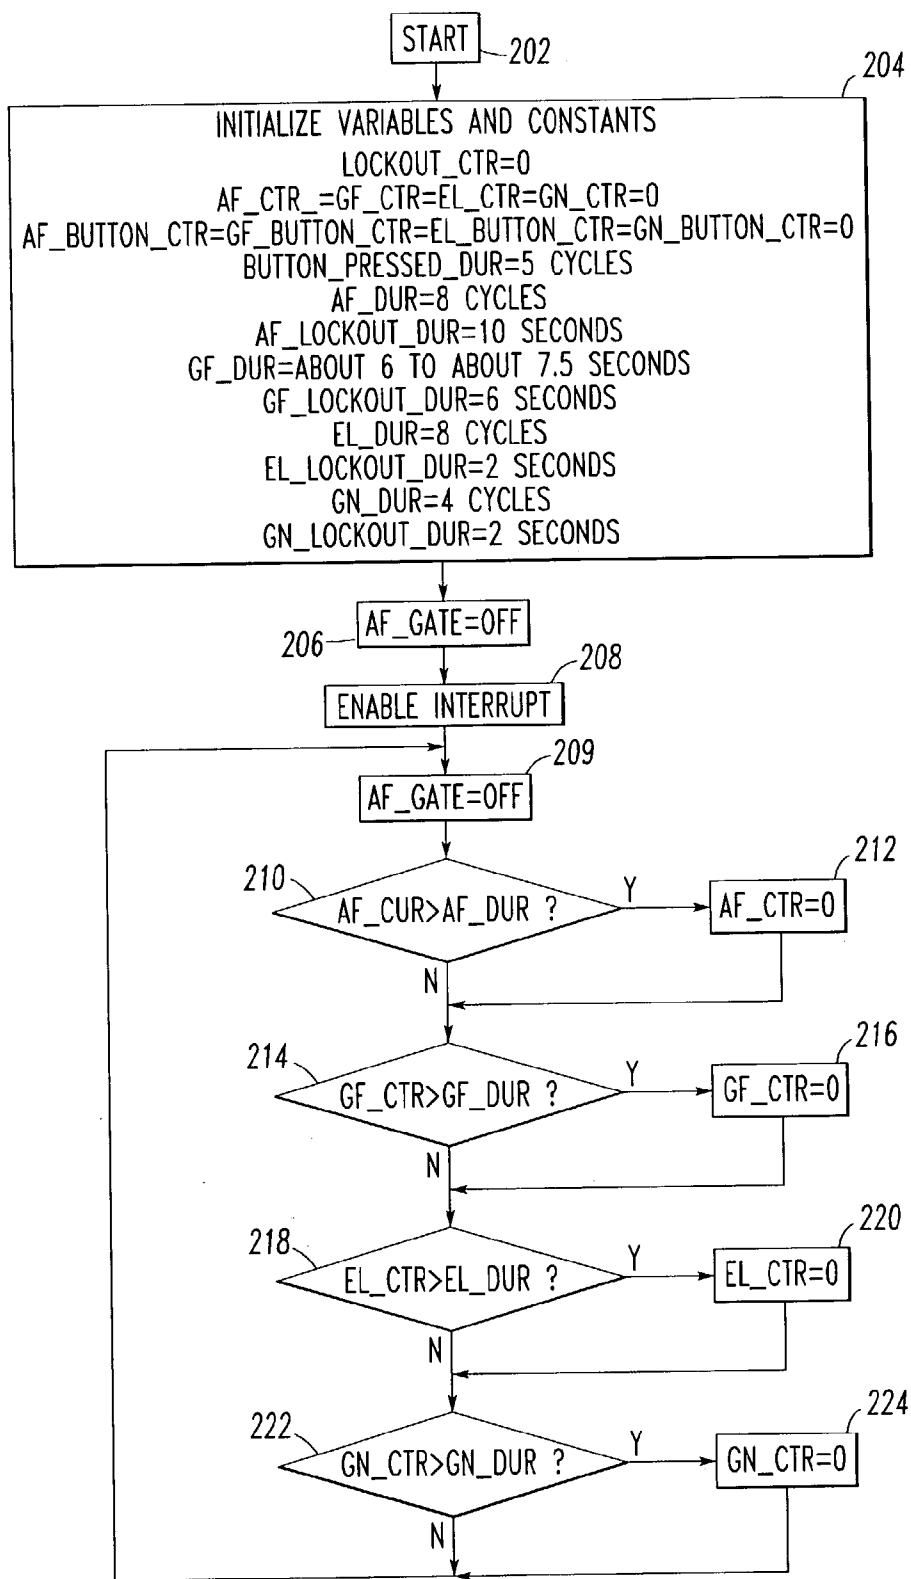 START
202
204
INITIALIZE VARIABLES AND CONSTANTS
LOCKOUT_CTR=0
AF_CTR_=GF_CTR=EL_CTR=GN_CTR=0
AF_BUTTON_CTR=GF_BUTTON_CTR=EL_BUTTON_CTR=GN_BUTTON_CTR=0
BUTTON_PRESSED_DUR=5 CYCLES
AF_DUR=8 CYCLES
AF_LOCKOUT_DUR=10 SECONDS
GF_DUR=ABOUT 6 TO ABOUT 7.5 SECONDS
GF_LOCKOUT_DUR=6 SECONDS
EL_DUR=8 CYCLES
EL_LOCKOUT_DUR=2 SECONDS
GN_DUR=4 CYCLES
GN_LOCKOUT_DUR=2 SECONDS
AF_GATE=OFF
206
208
ENABLE INTERRUPT
209
AF_GATE=OFF
210
AF_CUR>AF_DUR ?
Y
212
AF_CTR=0
N
214
GF_CTR>GF_DUR ?
Y
216
GF_CTR=0
N
218
EL_CTR>EL_DUR ?
Y
220
EL_CTR=0
N
222
GN_CTR>GN_DUR ?
Y
224
GN_CTR=0
N